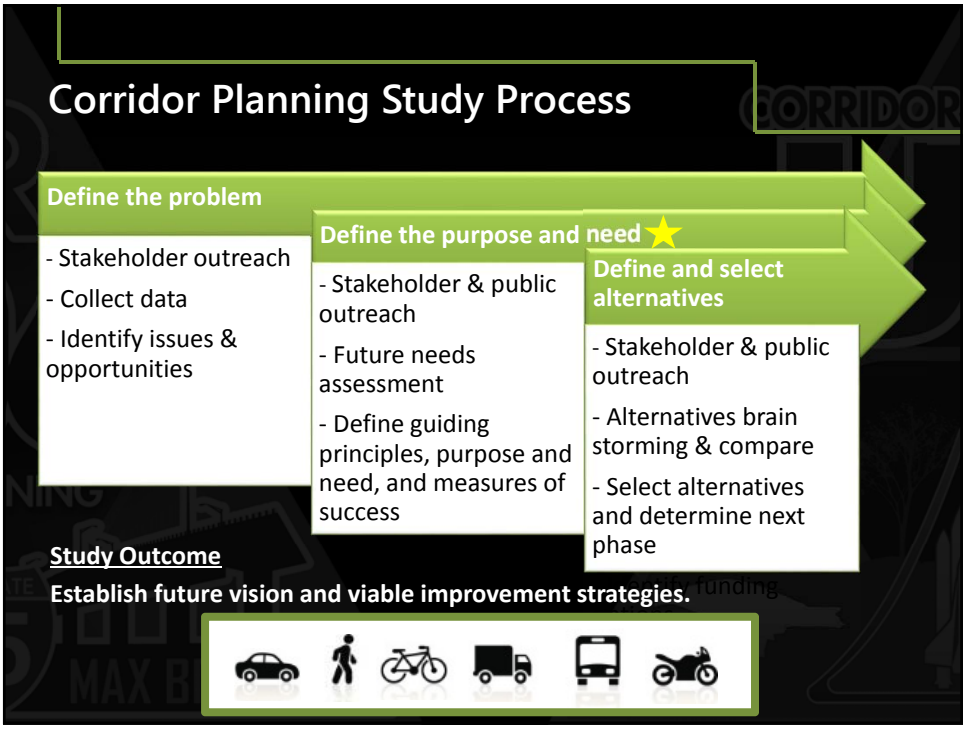 Corridor Planning Study Process
CORRIDOR
Define the problem
- Stakeholder outreach
- Collect data
- Identify issues &
opportunities
Define the purpose and need
- Stakeholder & public
outreach
- Future needs
assessment
- Define guiding
principles, purpose and
need, and measures of
success
Define and select
alternatives
- Stakeholder & public
outreach
- Alternatives brain
storming & compare
- Select alternatives
and determine next
phase
NING
Study Outcome
Establish future vision and viable improvement strategies.
funding
MAX B